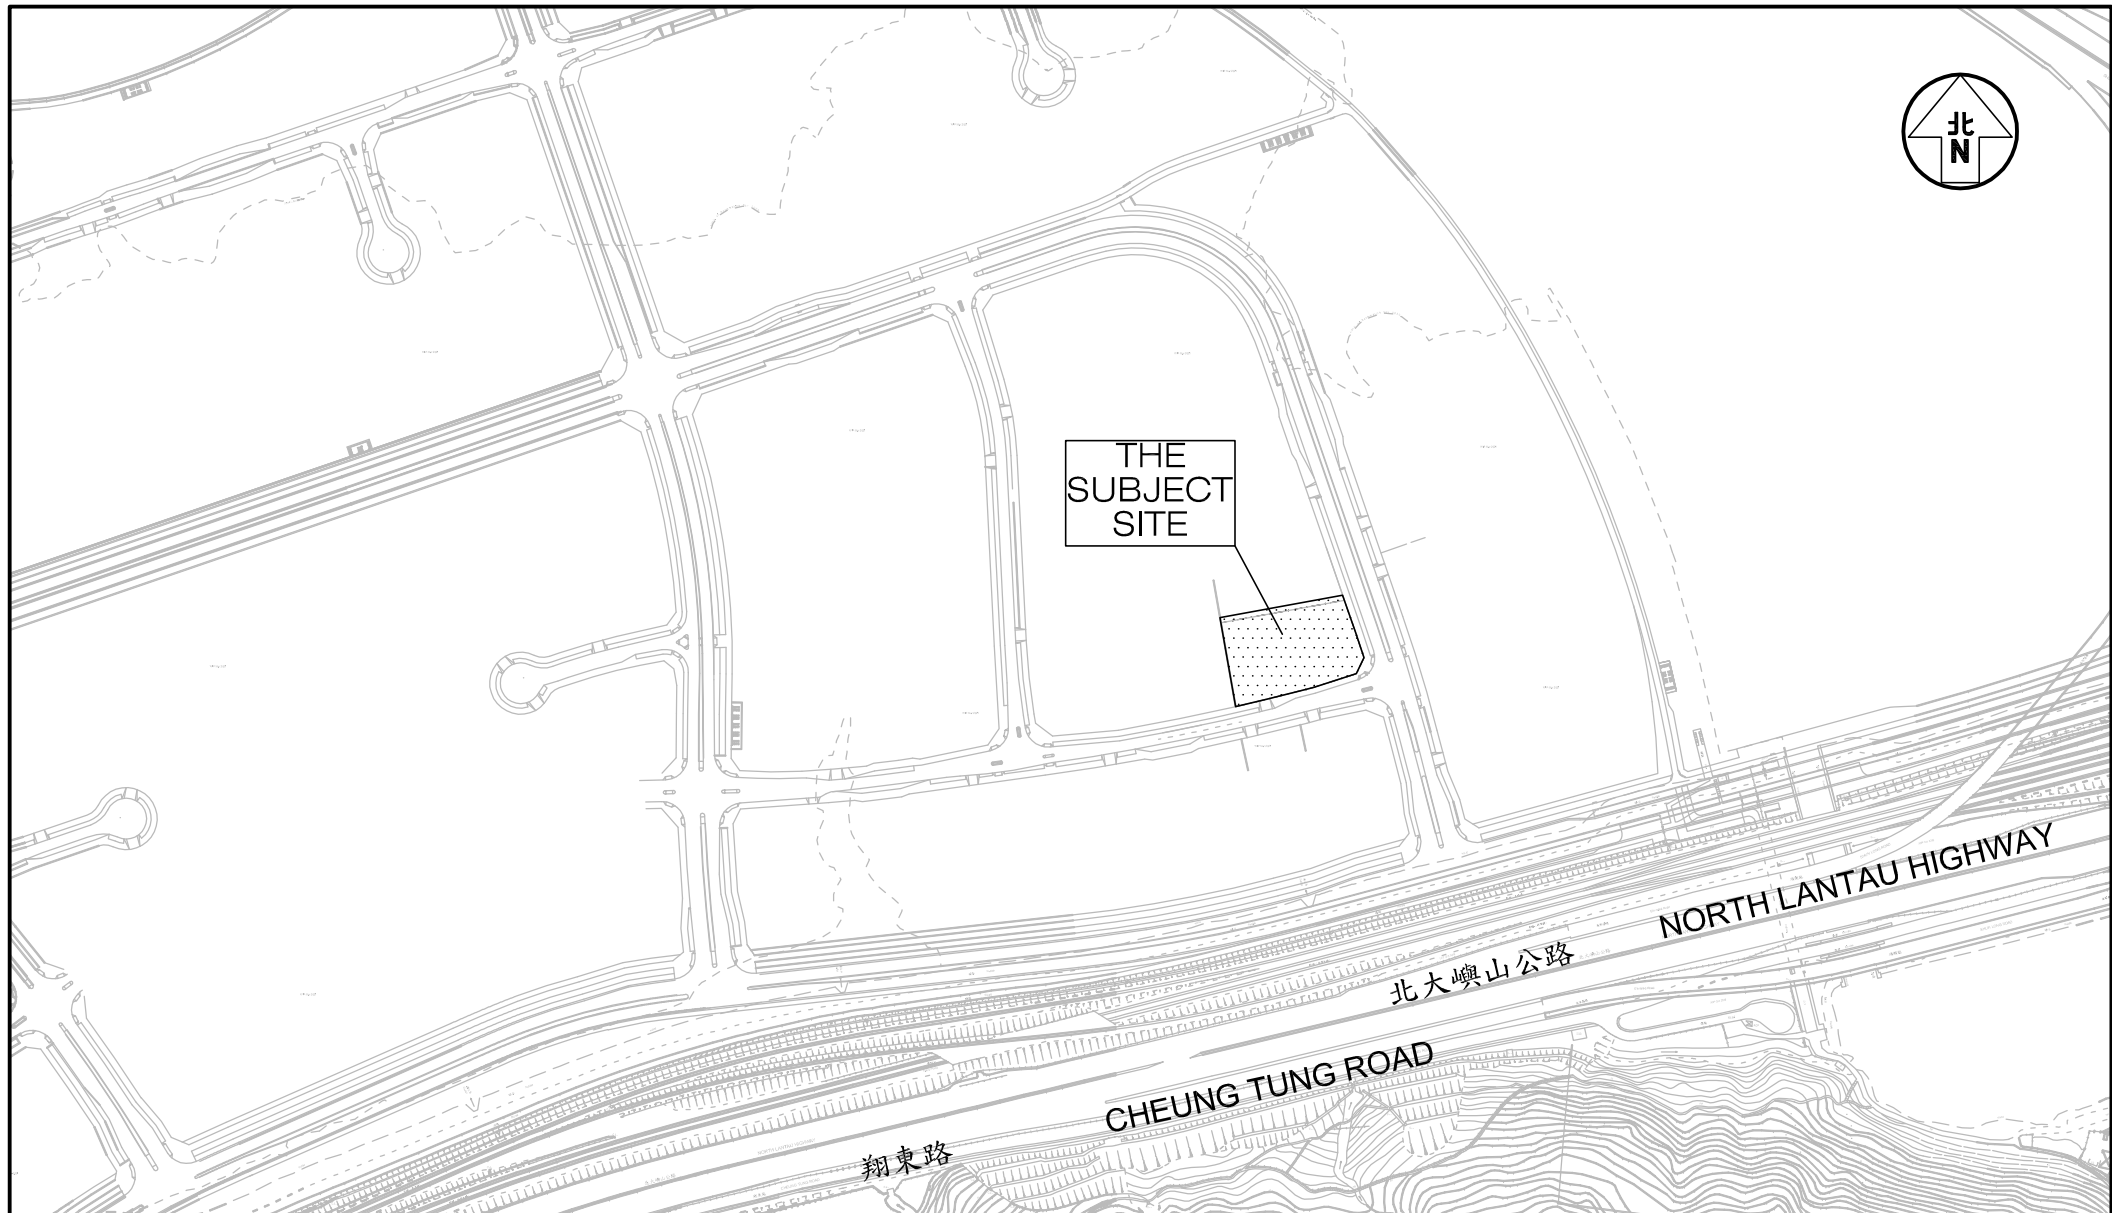 北
N
THE
SUBJECT
SITE
NORTH LANTAU HIGHWAY
北大嶼山公路
CHEUNG TUNG ROAD
翔東路